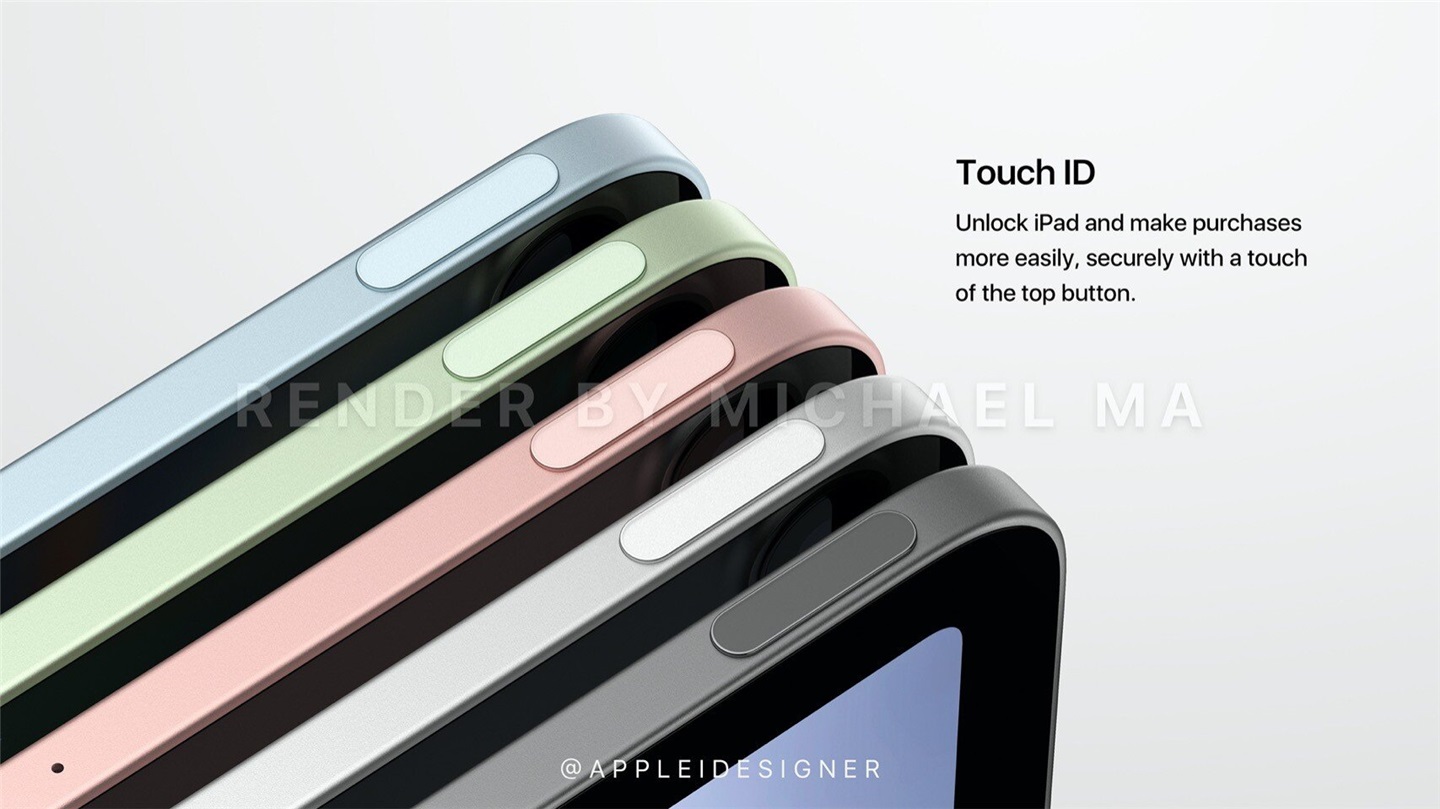 Touch ID
Unlock iPad and make purchases
more easily, securely with a touch
of the top button.
RENDER BY MICHAEL MA
@APPLEIDESIGNER